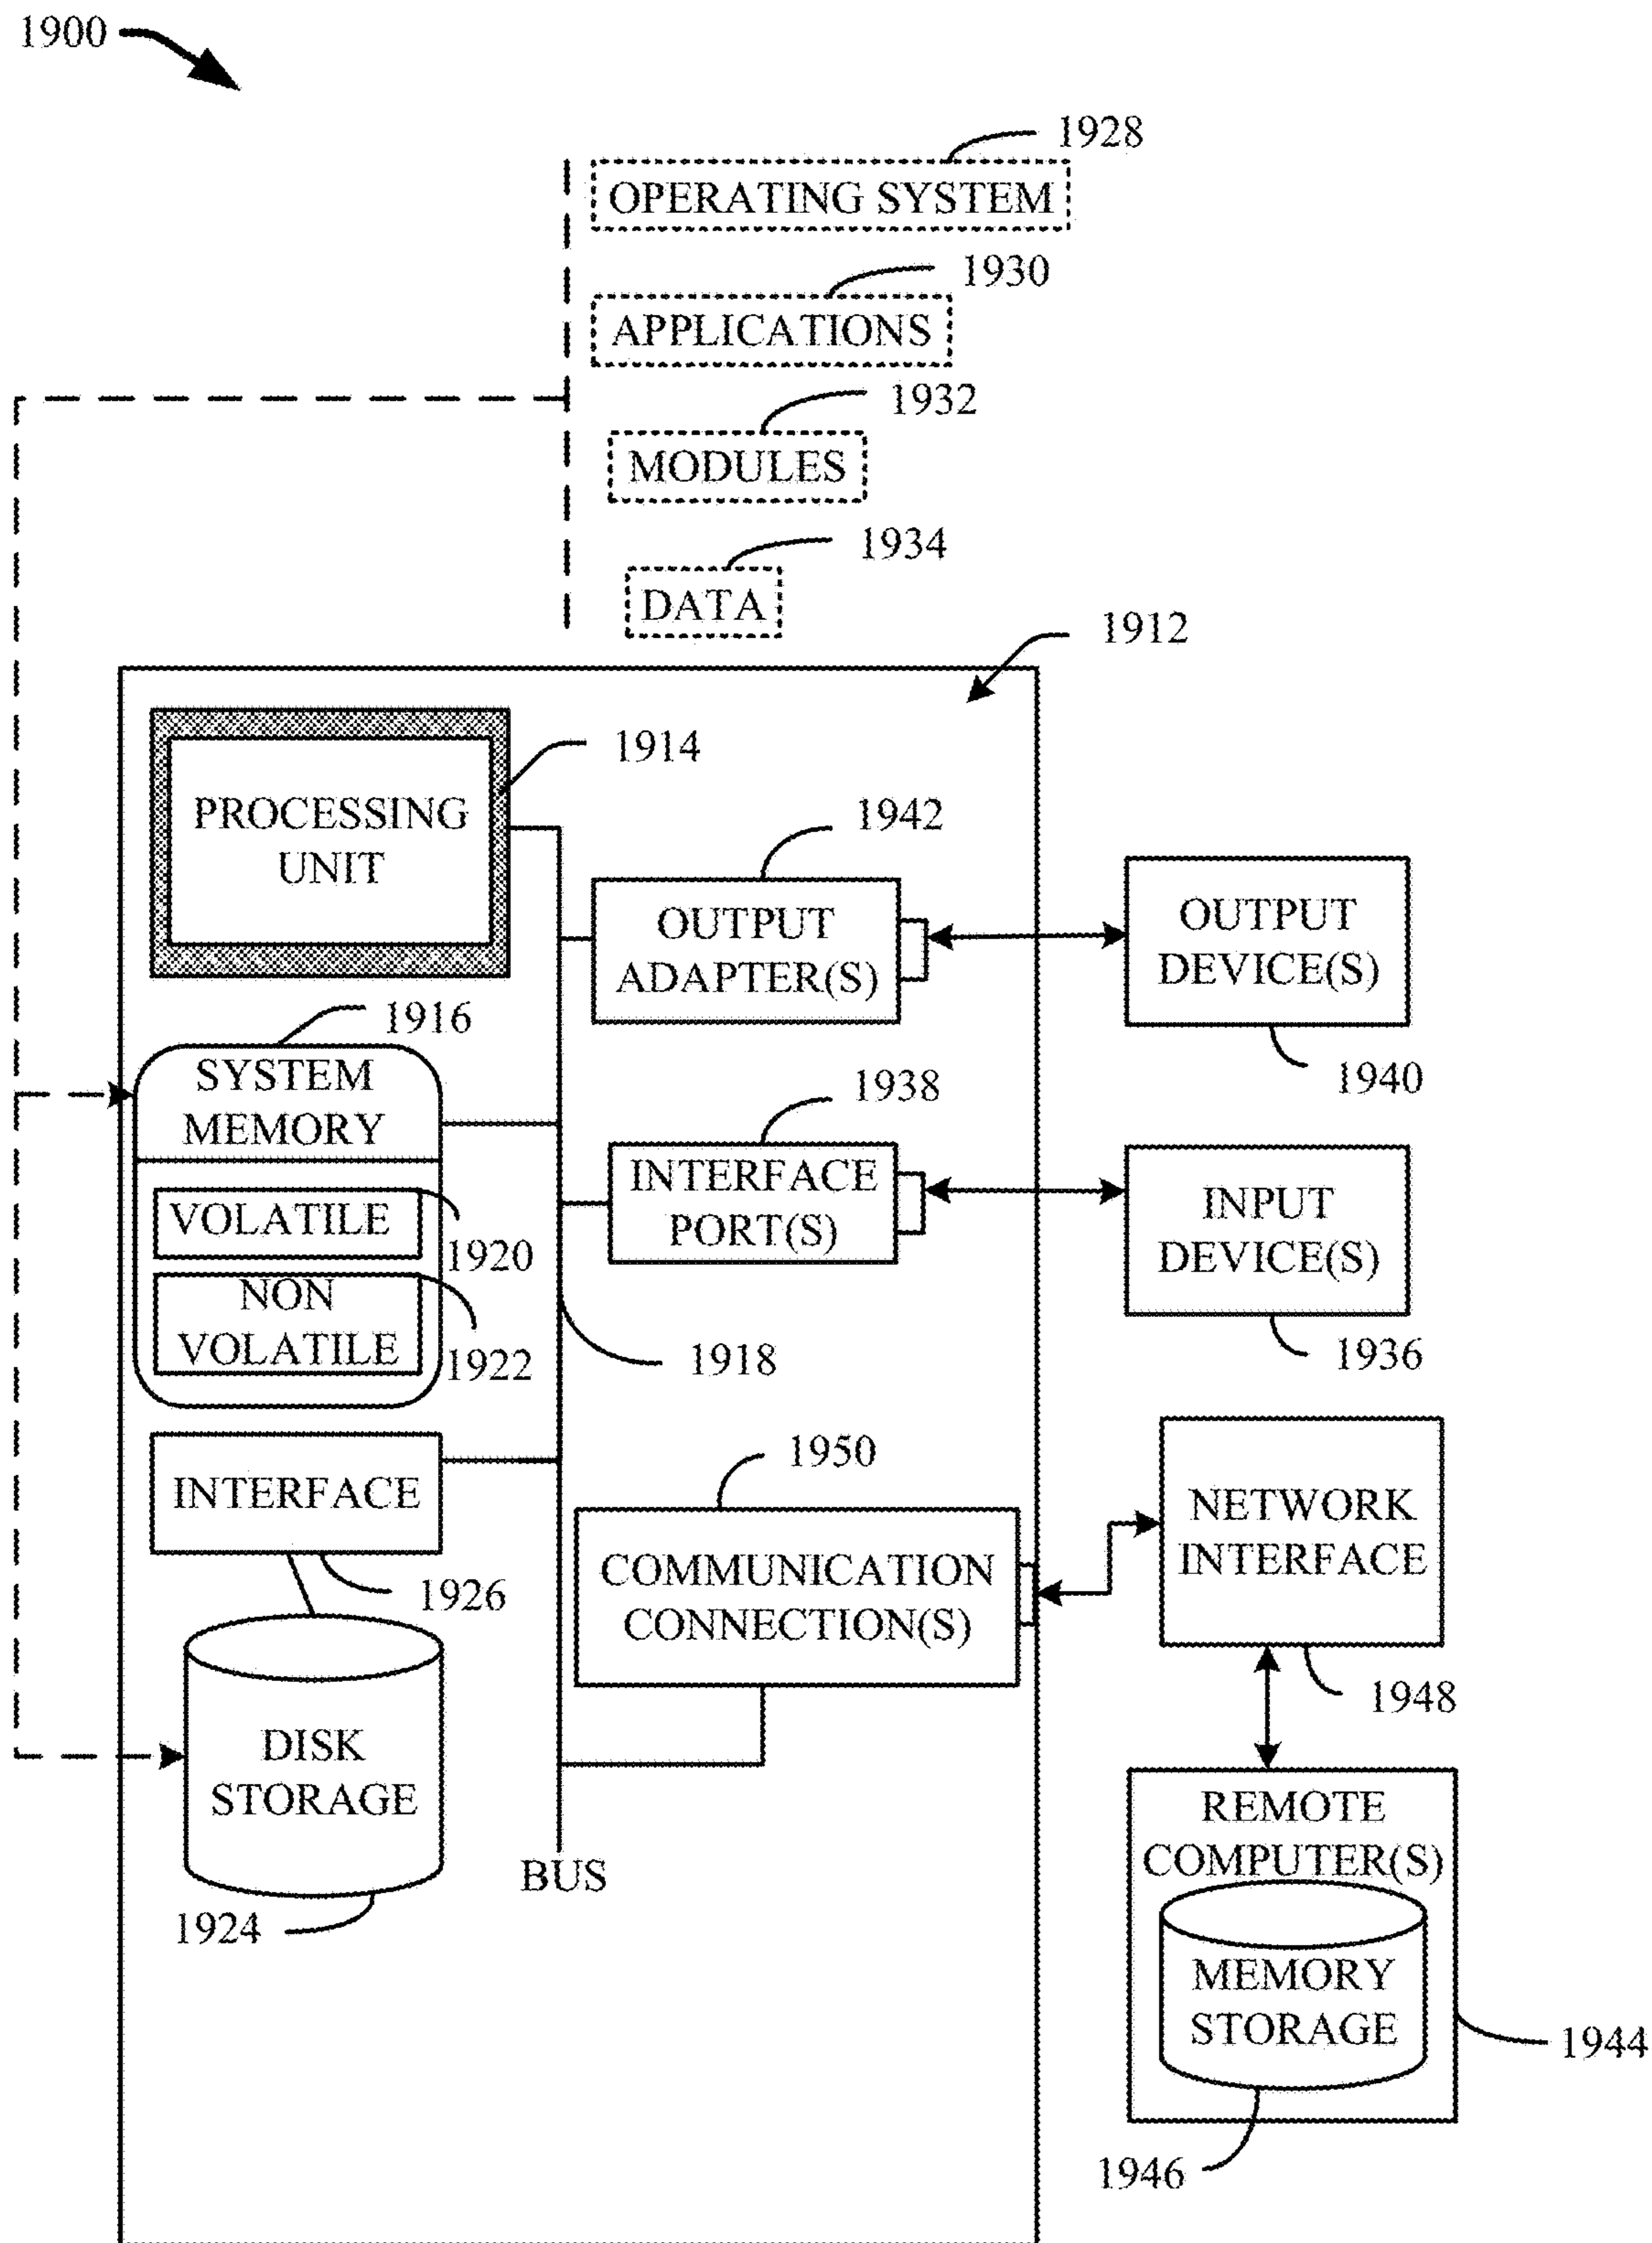 1900
1928
OPERATING SYSTEM
1930
APPLICATIONS
1932
MODULES
1934
DATA
1912
1914
PROCESSING
UNIT
1942
OUTPUT
ADAPTER(S)
OUTPUT
DEVICE(S)
1940
1916
SYSTEM
MEMORY
1938
INTERFACE
PORT(S)
INPUT
DEVICE(S)
1936
VOLATILE
1920
NON
VOLATILE
1922
1918
1950
INTERFACE
1926
COMMUNICATION
CONNECTION(S)
NETWORK
INTERFACE
1948
DISK
STORAGE
1924
BUS
REMOTE
COMPUTER(S)
MEMORY
STORAGE
1944
1946